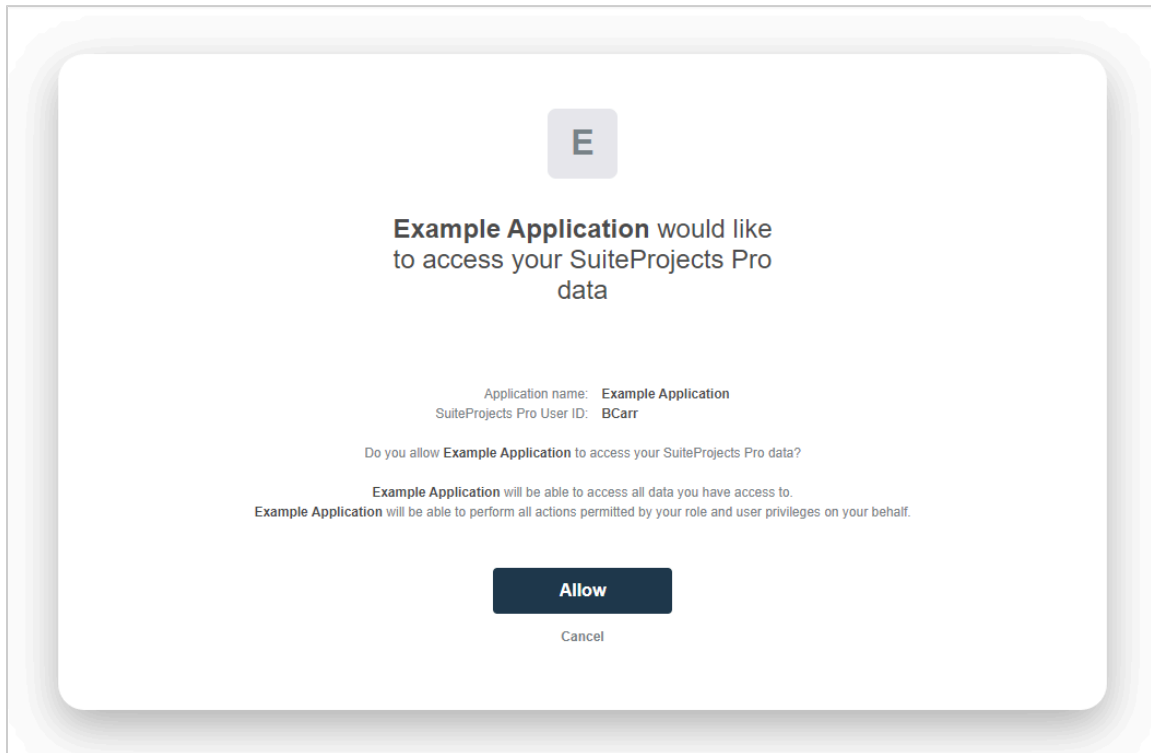 E
Example Application would like
to access your SuiteProjects Pro
data
Application name: Example Application
SuiteProjects Pro User ID: BCarr
Do you allow Example Application to access your SuiteProjects Pro data?
Example Application will be able to access all data you have access to.
Example Application will be able to perform all actions permitted by your role and user privileges on your behalf.
Allow
Cancel